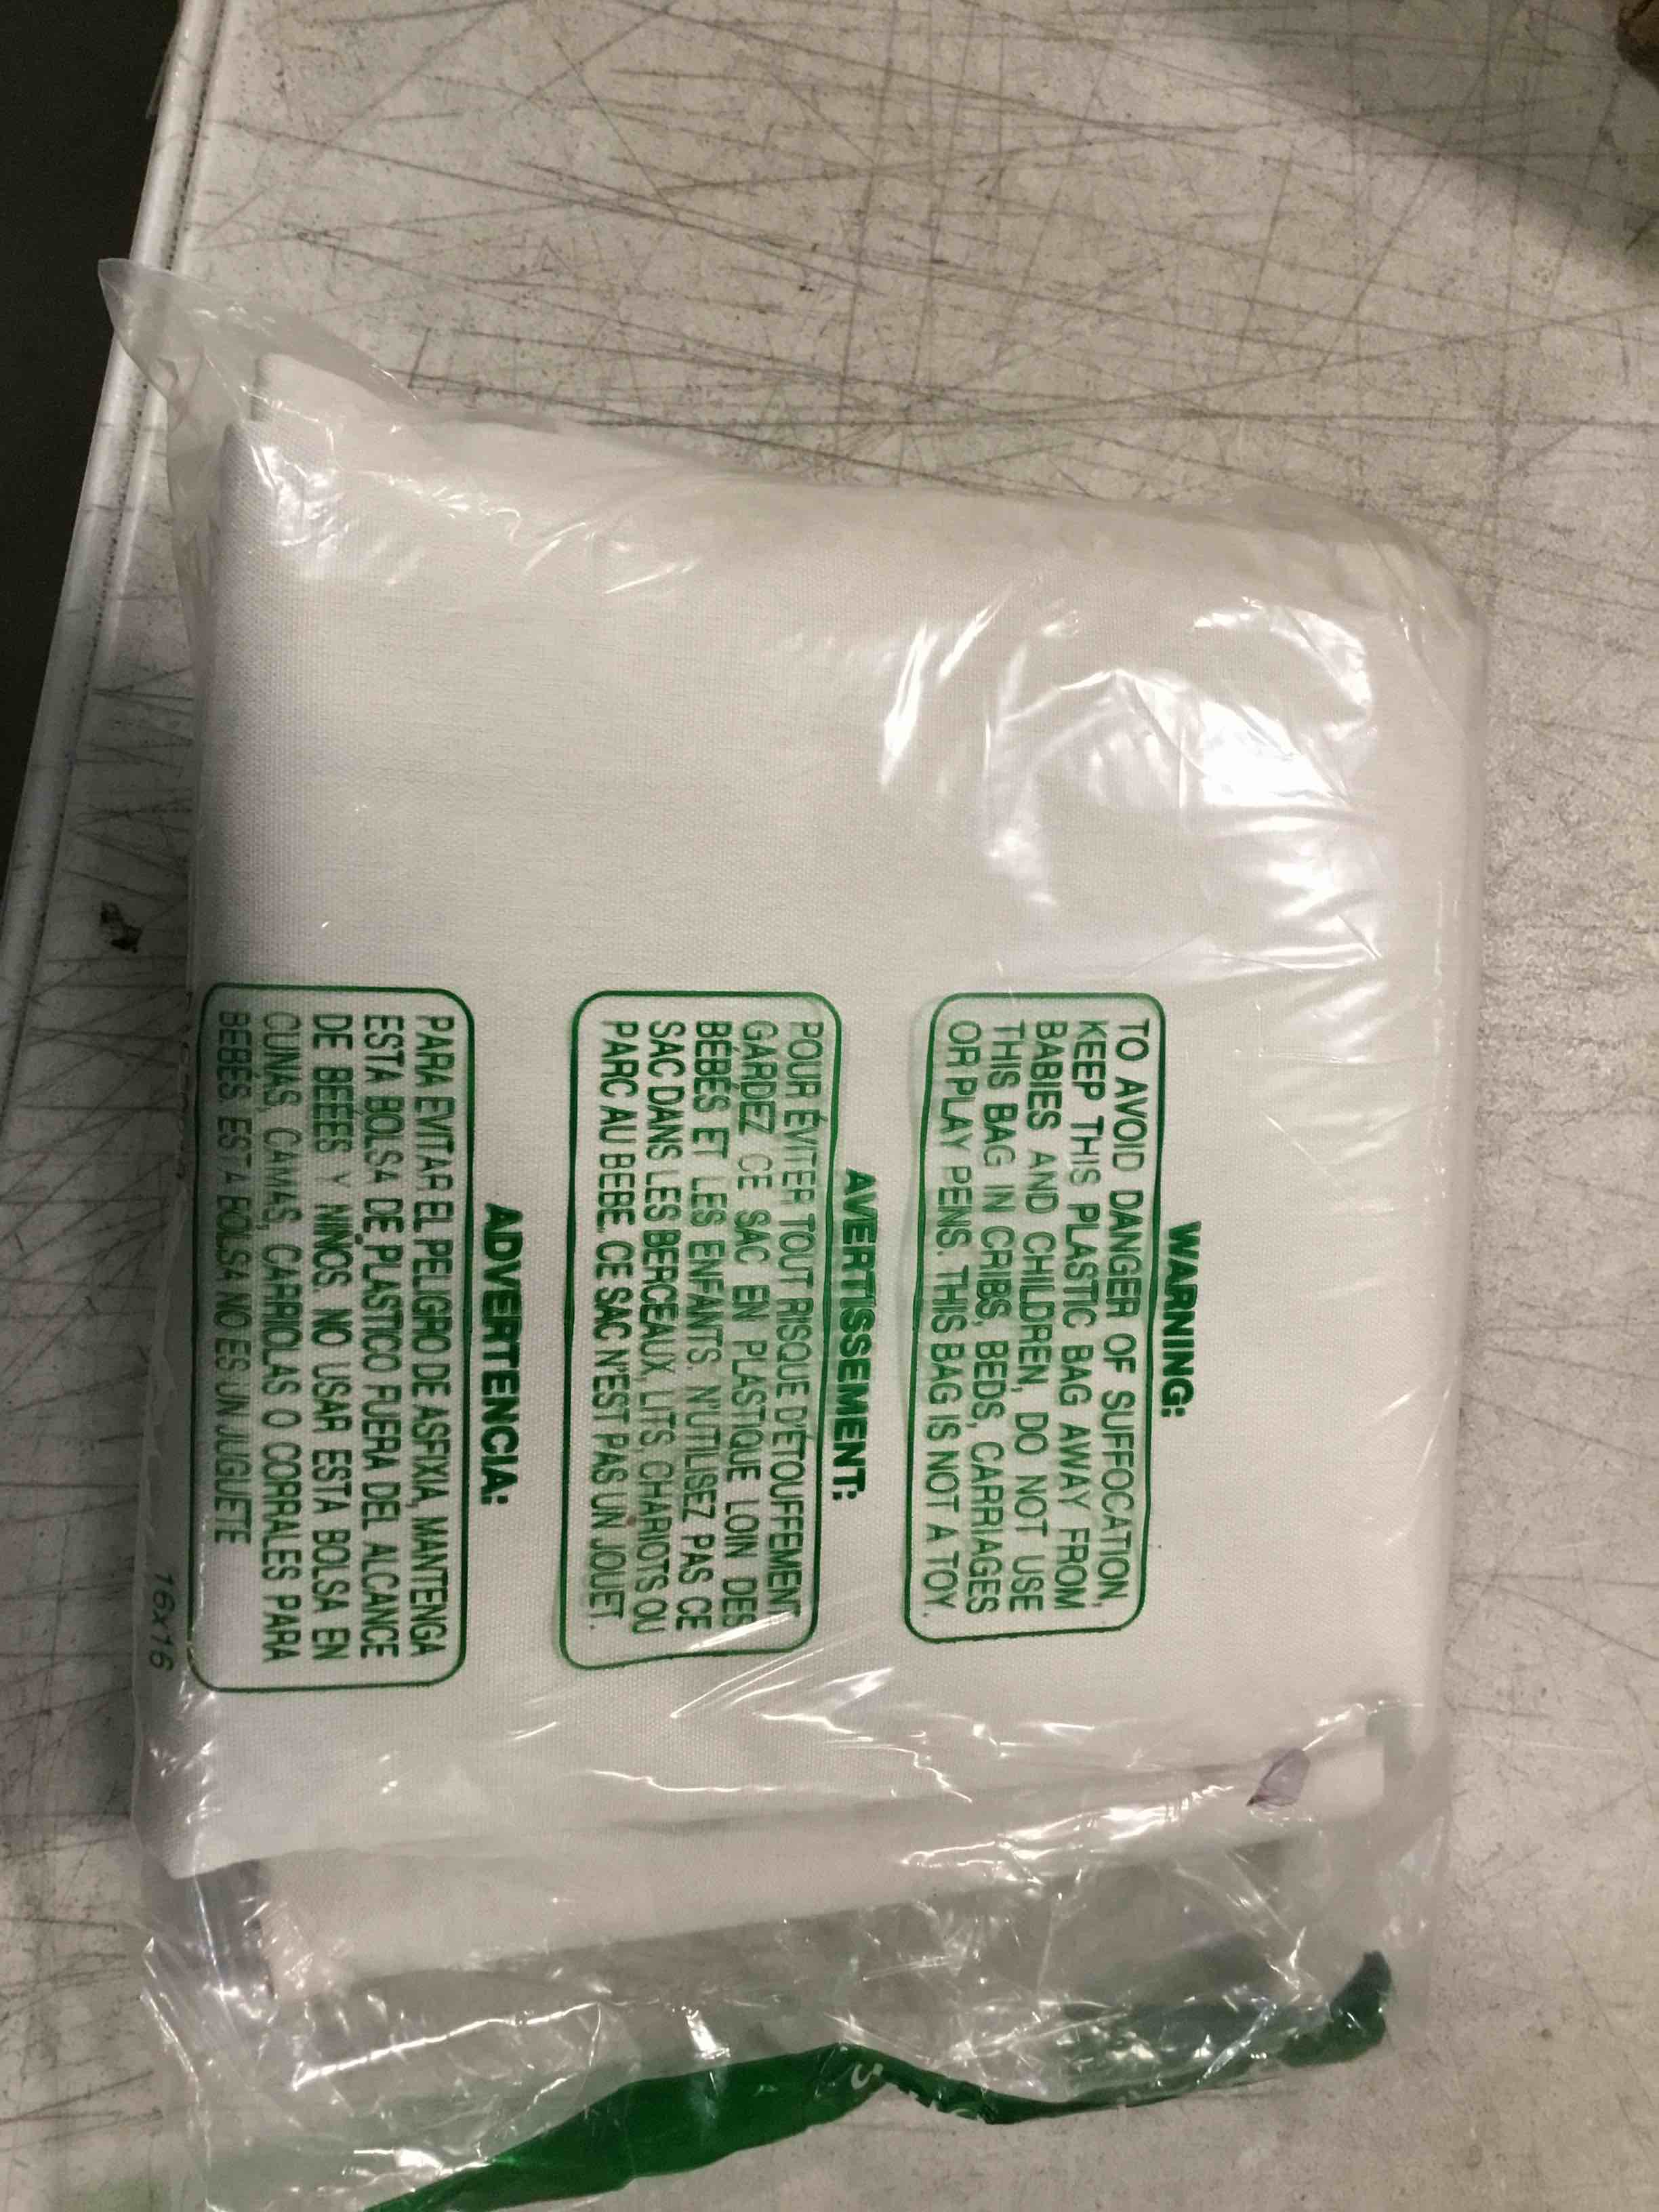 WARNING:
TO AVOID DANGER OF SUFFOCATION,
KEEP THIS PLASTIC BAG AWAY FROM
BABIES AND CHILDREN, DO NOT USE
THIS BAG IN CRIBS, BEDS, CARRIAGES
OR PLAY PENS. THIS BAG IS NOT A TOY.
AVERTISSEMENT:
POUR ÉVITER TOUT RISQUE D'ÉTOUFFEMENT
GARDEZ CE SAC EN PLASTIQUE LOIN DES
BÉBÉS ET LES ENFANTS. N'UTILISEZ PAS CE
SAC DANS LES BERCEAUX, LITS, CHARIOTS OU
PARC AU BEBE. CE SAC N'EST PAS UN JOUET.
ADVERTENCIA:
PARA EVITAR EL PELIGRO DE ASFIXIA, MANTENGA
ESTA BOLSA DE PLASTICO FUERA DEL ALCANCE
DE BEÉES Y NIÑOS. NO USAR ESTA BOLSA EN
CUNAS, CAMAS, CARRIOLAS O CORRALES PARA
BEBES. ESTA BOLSA NO ES UN JUGUETE
16x16